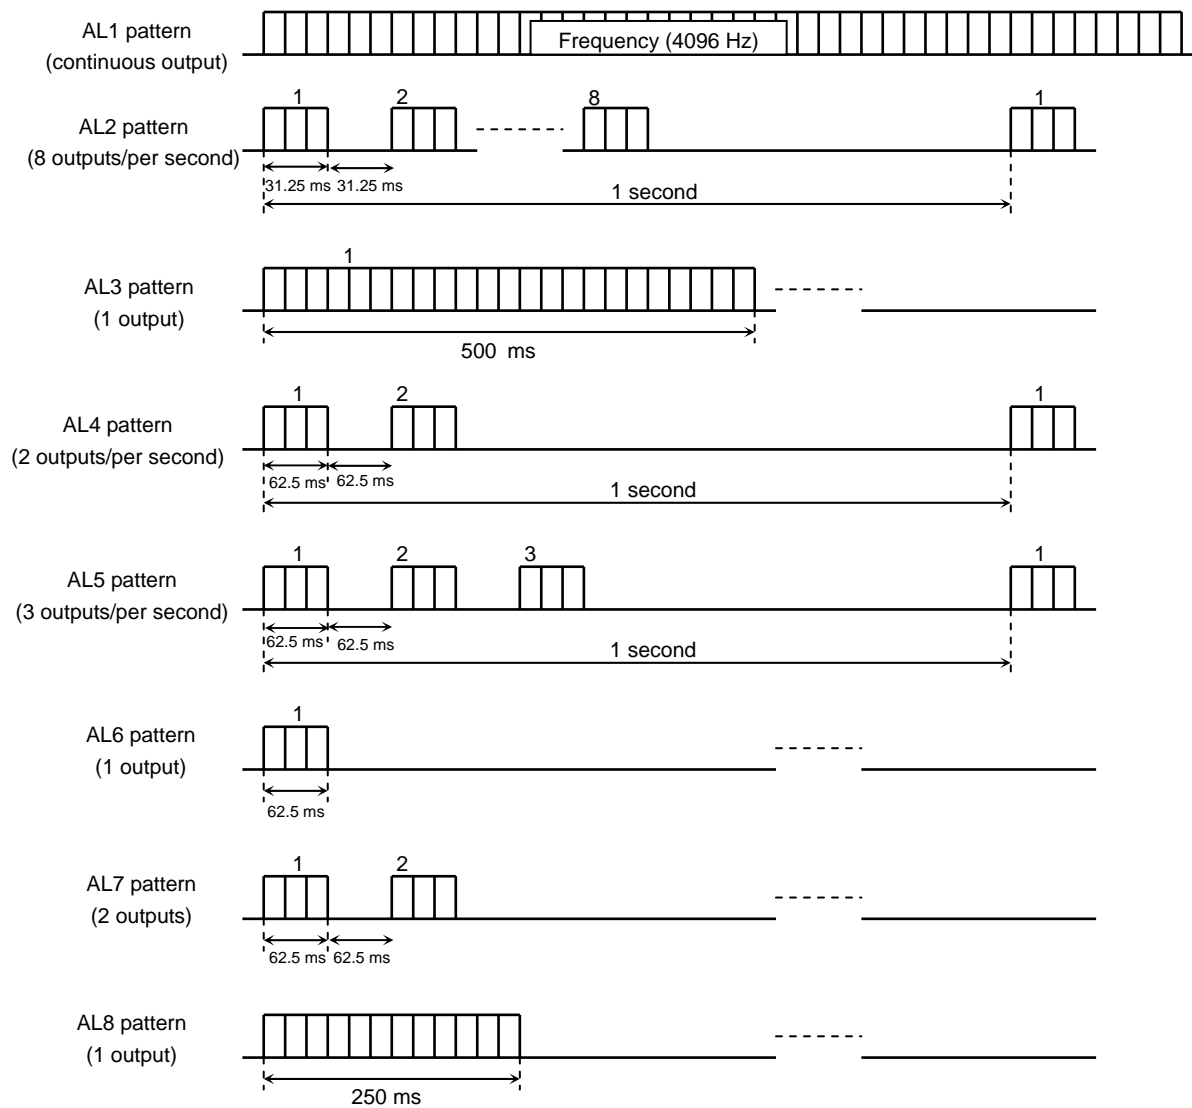 AL1 pattern
(continuous output)
Frequency (4096 Hz)
AL2 pattern
(8 outputs/per second)
1
2
8
1
31.25 ms
31.25 ms
1 second
AL3 pattern
(1 output)
1
500 ms
AL4 pattern
(2 outputs/per second)
1
2
1
62.5 ms
62.5 ms
1 second
AL5 pattern
(3 outputs/per second)
1
2
3
1
62.5 ms
62.5 ms
1 second
AL6 pattern
(1 output)
1
62.5 ms
AL7 pattern
(2 outputs)
1
2
62.5 ms
62.5 ms
AL8 pattern
(1 output)
250 ms